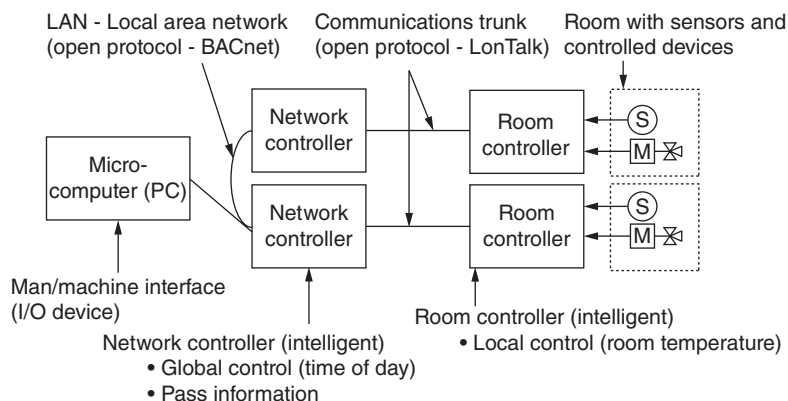 LAN - Local area network
(open protocol - BACnet)
Communications trunk
(open protocol - LonTalk)
Room with sensors and
controlled devices
Network
controller
Room
controller
S
M
Micro-
computer (PC)
Network
controller
Room
controller
S
M
Man/machine interface
(I/O device)
Network controller (intelligent)
• Global control (time of day)
• Pass information
Room controller (intelligent)
• Local control (room temperature)